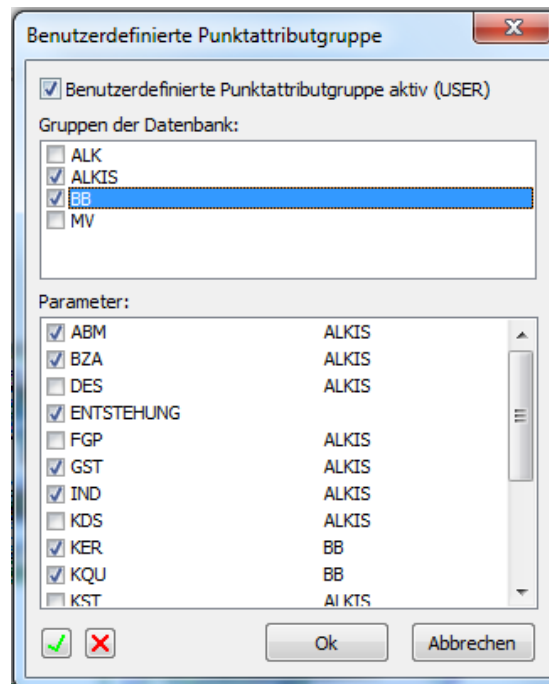 Benutzerdefinierte Punktattributgruppe
Benutzerdefinierte Punktattributgruppe aktiv (USER)
Gruppen der Datenbank:
ALK
ALKIS
BB
MV
Parameter:
ABM ALKIS
BZA ALKIS
DES ALKIS
ENTSTEHUNG
FGP ALKIS
GST ALKIS
IND ALKIS
KDS ALKIS
KER BB
KQU BB
KST ALKIS
Ok Abbrechen